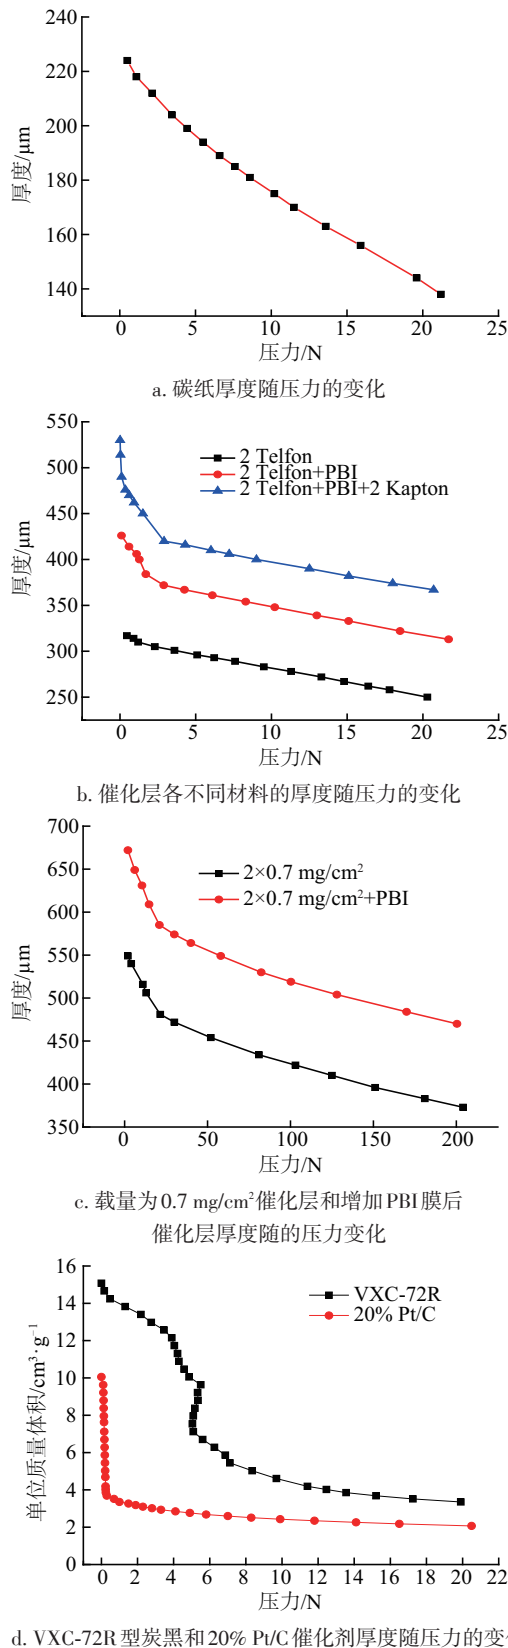 240
220
200
180
160
140
厚度/μm
0 5 10 15 20 25
压力/N
a. 碳纸厚度随压力的变化
550
500
450
400
350
300
250
厚度/μm
2 Telfon
2 Telfon+PBI
2 Telfon+PBI+2 Kapton
0 5 10 15 20 25
压力/N
b. 催化层各不同材料的厚度随压力的变化
700
650
600
550
500
450
400
350
厚度/μm
2×0.7 mg/cm²
2×0.7 mg/cm²+PBI
0 50 100 150 200
压力/N
c. 载量为0.7 mg/cm²催化层和增加PBI膜后
催化层厚度随的压力变化
16
14
12
10
8
6
4
2
0
单位质量体积/cm³·g⁻¹
VXC-72R
20% Pt/C
0 2 4 6 8 10 12 14 16 18 20 22
压力/N
d. VXC-72R型炭黑和20% Pt/C催化剂厚度随压力的变